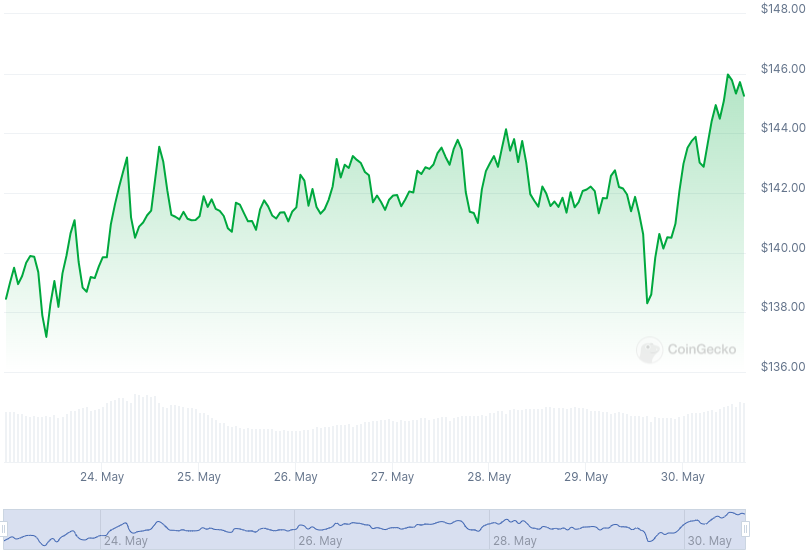 $148.00
$146.00
$144.00
$142.00
$140.00
$138.00
CoinGecko
$136.00
24. May 25. May 26. May 27. May 28. May 29. May 30. May
24. May 26. May 28. May 30. May